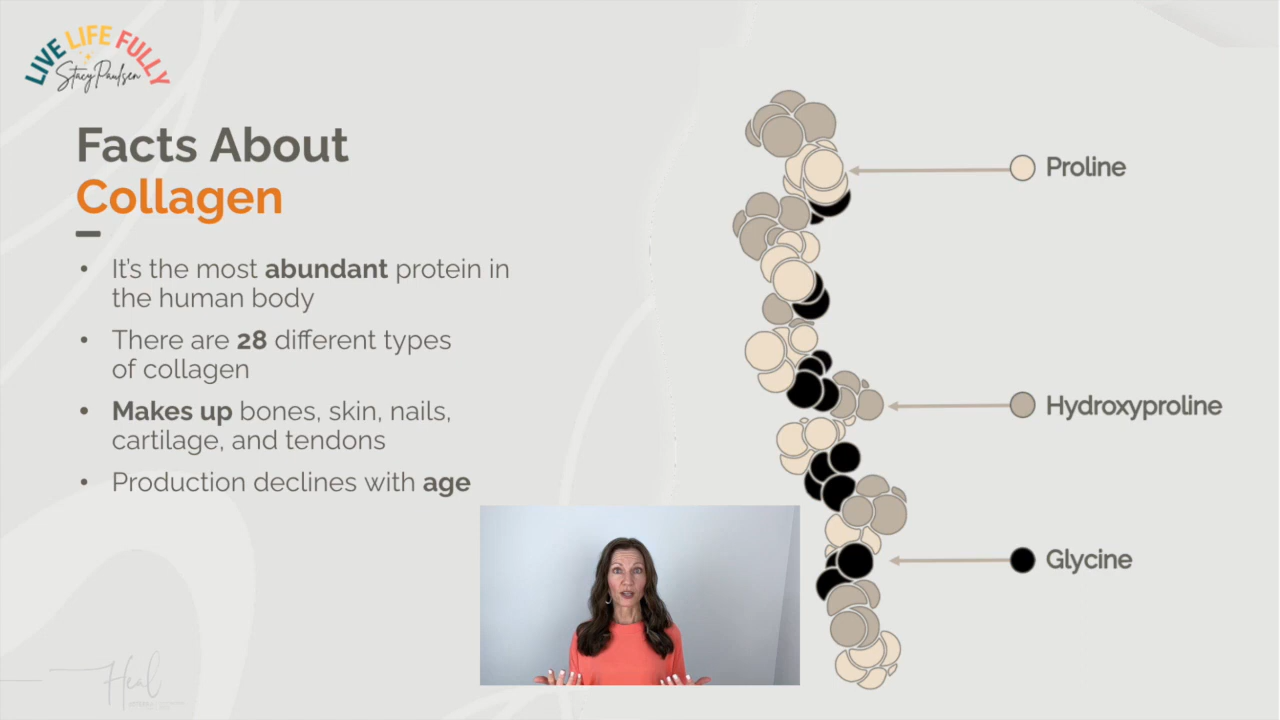 LIVE LIFE FULLY
Stacy Paulsen
Facts About
Collagen
• It's the most abundant protein in
the human body
• There are 28 different types
of collagen
• Makes up bones, skin, nails,
cartilage, and tendons
• Production declines with age
Proline
Hydroxyproline
Glycine
Heal